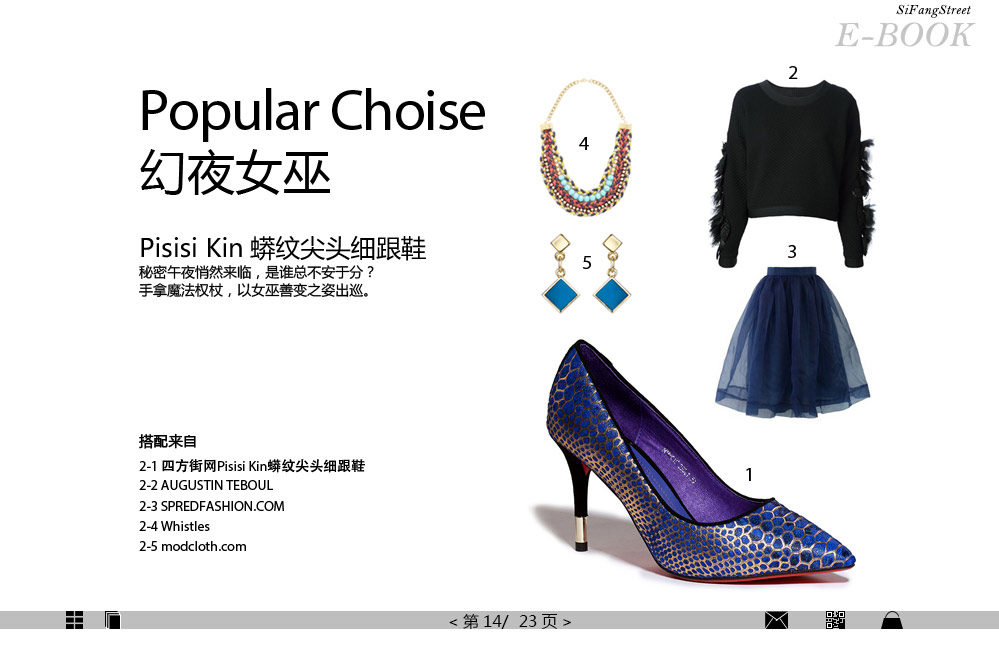 SiFangStreet
E-BOOK
Popular Choise
幻夜女巫
Pisisi Kin 蟒纹尖头细跟鞋
秘密午夜悄然来临，是谁总不安于分？
手拿魔法权杖，以女巫善变之姿出巡。
4
2
5
3
1
搭配来自
2-1 四方街网Pisisi Kin蟒纹尖头细跟鞋
2-2 AUGUSTIN TEBOUL
2-3 SPREDFASHION.COM
2-4 Whistles
2-5 modcloth.com
< 第 14/ 23 页 >